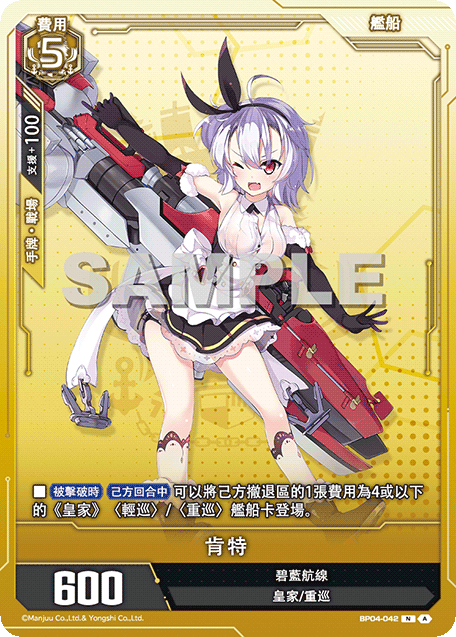 費用
艦船
5
支援+100
手牌・戰場
SAMPLE
■ 被擊破時 己方回合中 可以將己方撤退區的1張費用為4或以下
的《皇家》〈輕巡〉/〈重巡〉艦船卡登場。
肯特
600
碧藍航線
皇家/重巡
©Manjuu Co.,Ltd.& Yongshi Co.,Ltd.
BP04-042 N A